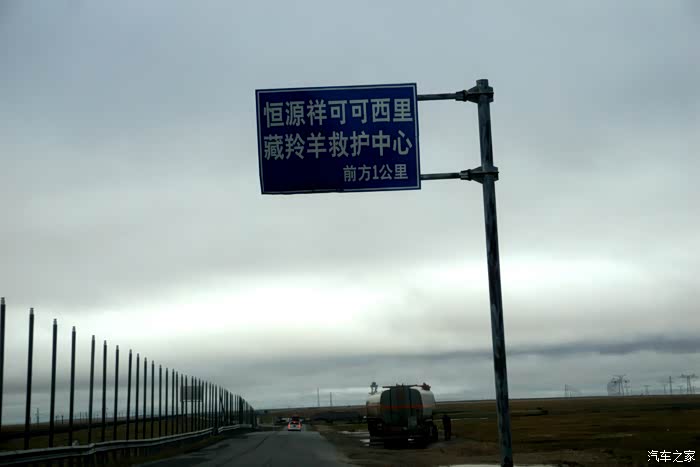 恒源祥可可西里
藏羚羊救护中心
前方1公里
汽车之家